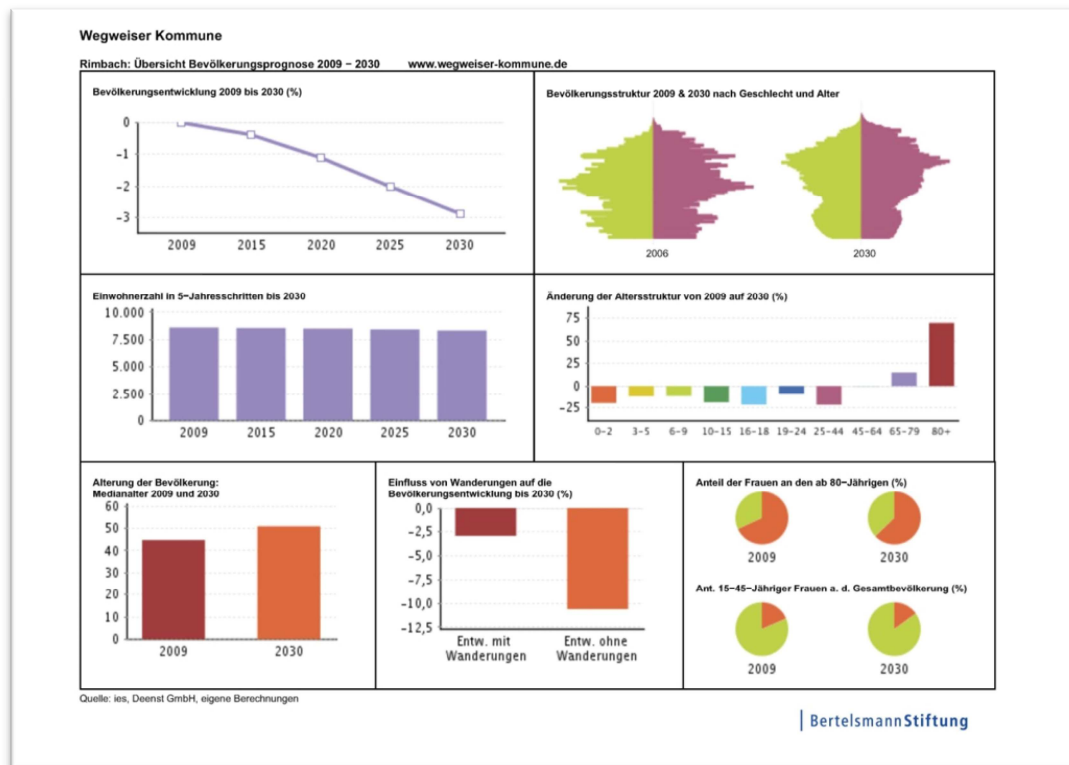 Wegweiser Kommune
Rimbach: Übersicht Bevölkerungsprognose 2009 − 2030 www.wegweiser-kommune.de
Bevölkerungsentwicklung 2009 bis 2030 (%)
0
−1
−2
−3
2009 2015 2020 2025 2030
Bevölkerungsstruktur 2009 & 2030 nach Geschlecht und Alter
2006 2030
Einwohnerzahl in 5−Jahresschritten bis 2030
10.000
7.500
5.000
2.500
0
2009 2015 2020 2025 2030
Änderung der Altersstruktur von 2009 auf 2030 (%)
75
50
25
0
−25
0−2 3−5 6−9 10−15 16−18 19−24 25−44 45−64 65−79 80+
Alterung der Bevölkerung:
Medianalter 2009 und 2030
60
50
40
30
20
10
0
2009 2030
Einfluss von Wanderungen auf die
Bevölkerungsentwicklung bis 2030 (%)
0,0
−2,5
−5,0
−7,5
−10,0
−12,5
Entw. mit Entw. ohne
Wanderungen Wanderungen
Anteil der Frauen an den ab 80−Jährigen (%)
2009 2030
Ant. 15−45−Jähriger Frauen a. d. Gesamtbevölkerung (%)
2009 2030
Quelle: ies, Deenst GmbH, eigene Berechnungen
BertelsmannStiftung